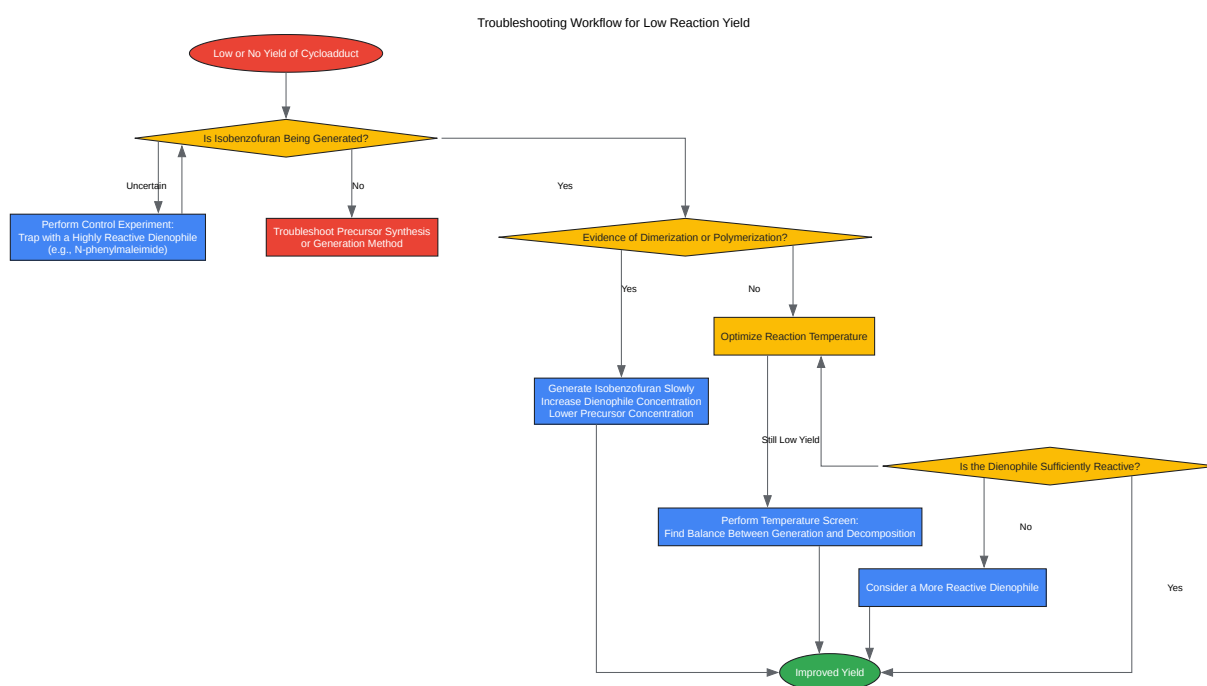 Troubleshooting Workflow for Low Reaction Yield
Low or No Yield of Cycloadduct
Is Isobenzofuran Being Generated?
Uncertain
No
Yes
Perform Control Experiment:
Trap with a Highly Reactive Dienophile
(e.g., N-phenylmaleimide)
Troubleshoot Precursor Synthesis
or Generation Method
Evidence of Dimerization or Polymerization?
Yes
No
Optimize Reaction Temperature
Generate Isobenzofuran Slowly
Increase Dienophile Concentration
Lower Precursor Concentration
Still Low Yield
Is the Dienophile Sufficiently Reactive?
Perform Temperature Screen:
Find Balance Between Generation and Decomposition
No
Consider a More Reactive Dienophile
Yes
Improved Yield